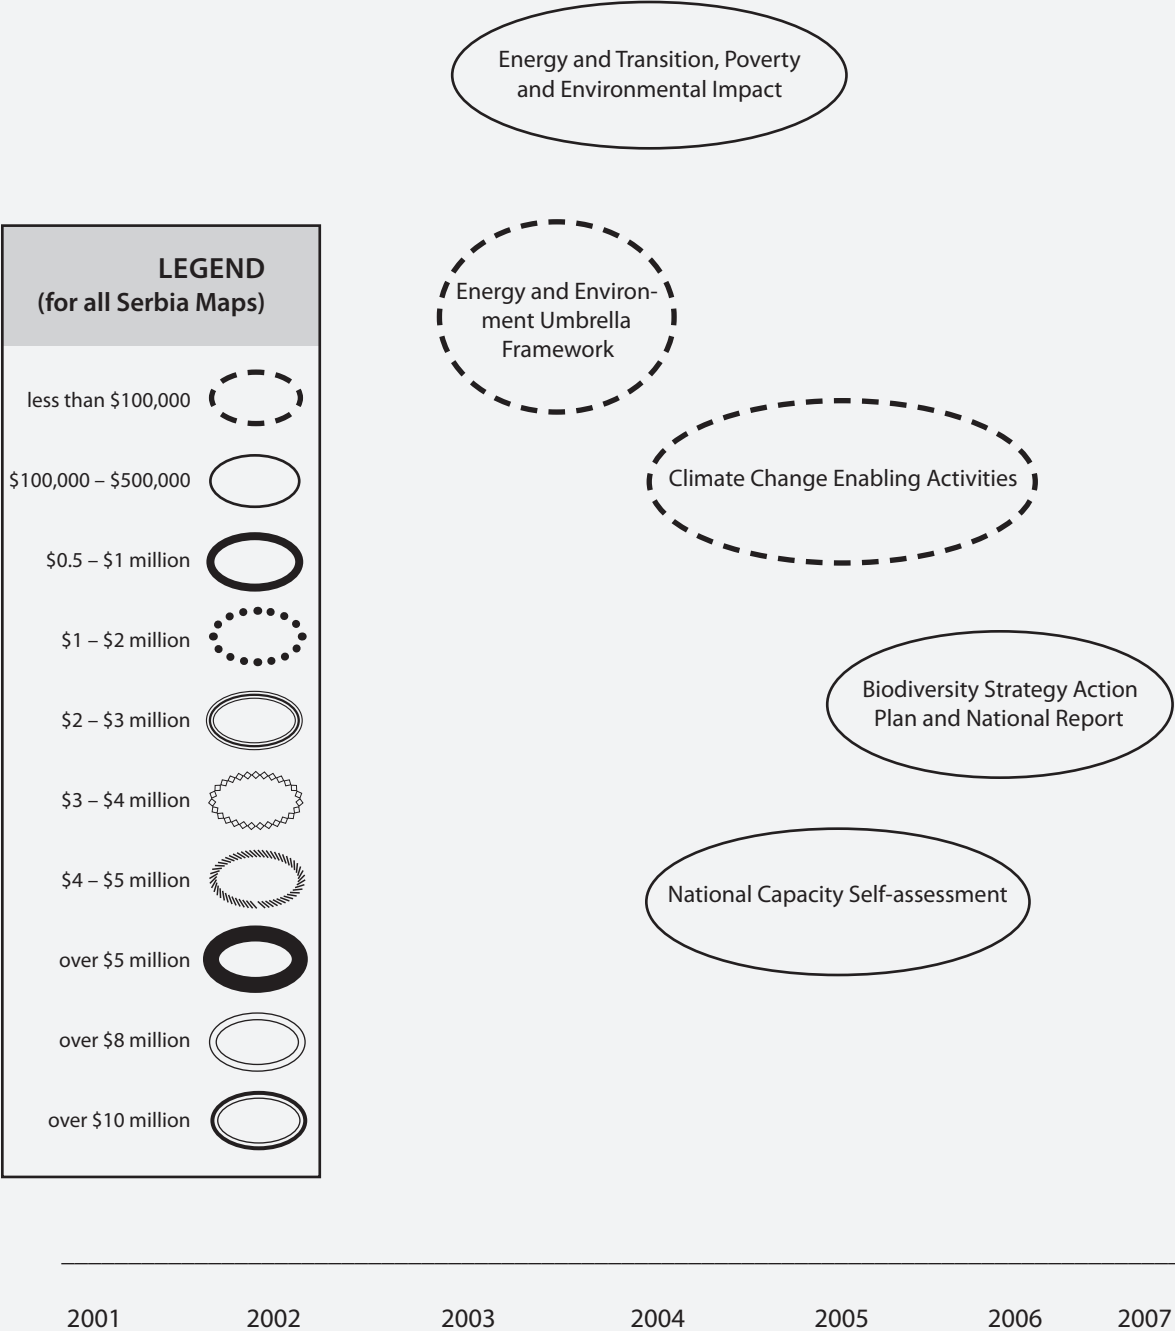 Energy and Transition, Poverty
and Environmental Impact
LEGEND
(for all Serbia Maps)
less than $100,000
$100,000 – $500,000
$0.5 – $1 million
$1 – $2 million
$2 – $3 million
$3 – $4 million
$4 – $5 million
over $5 million
over $8 million
over $10 million
Energy and Environ-
ment Umbrella
Framework
Climate Change Enabling Activities
Biodiversity Strategy Action
Plan and National Report
National Capacity Self-assessment
2001 2002 2003 2004 2005 2006 2007